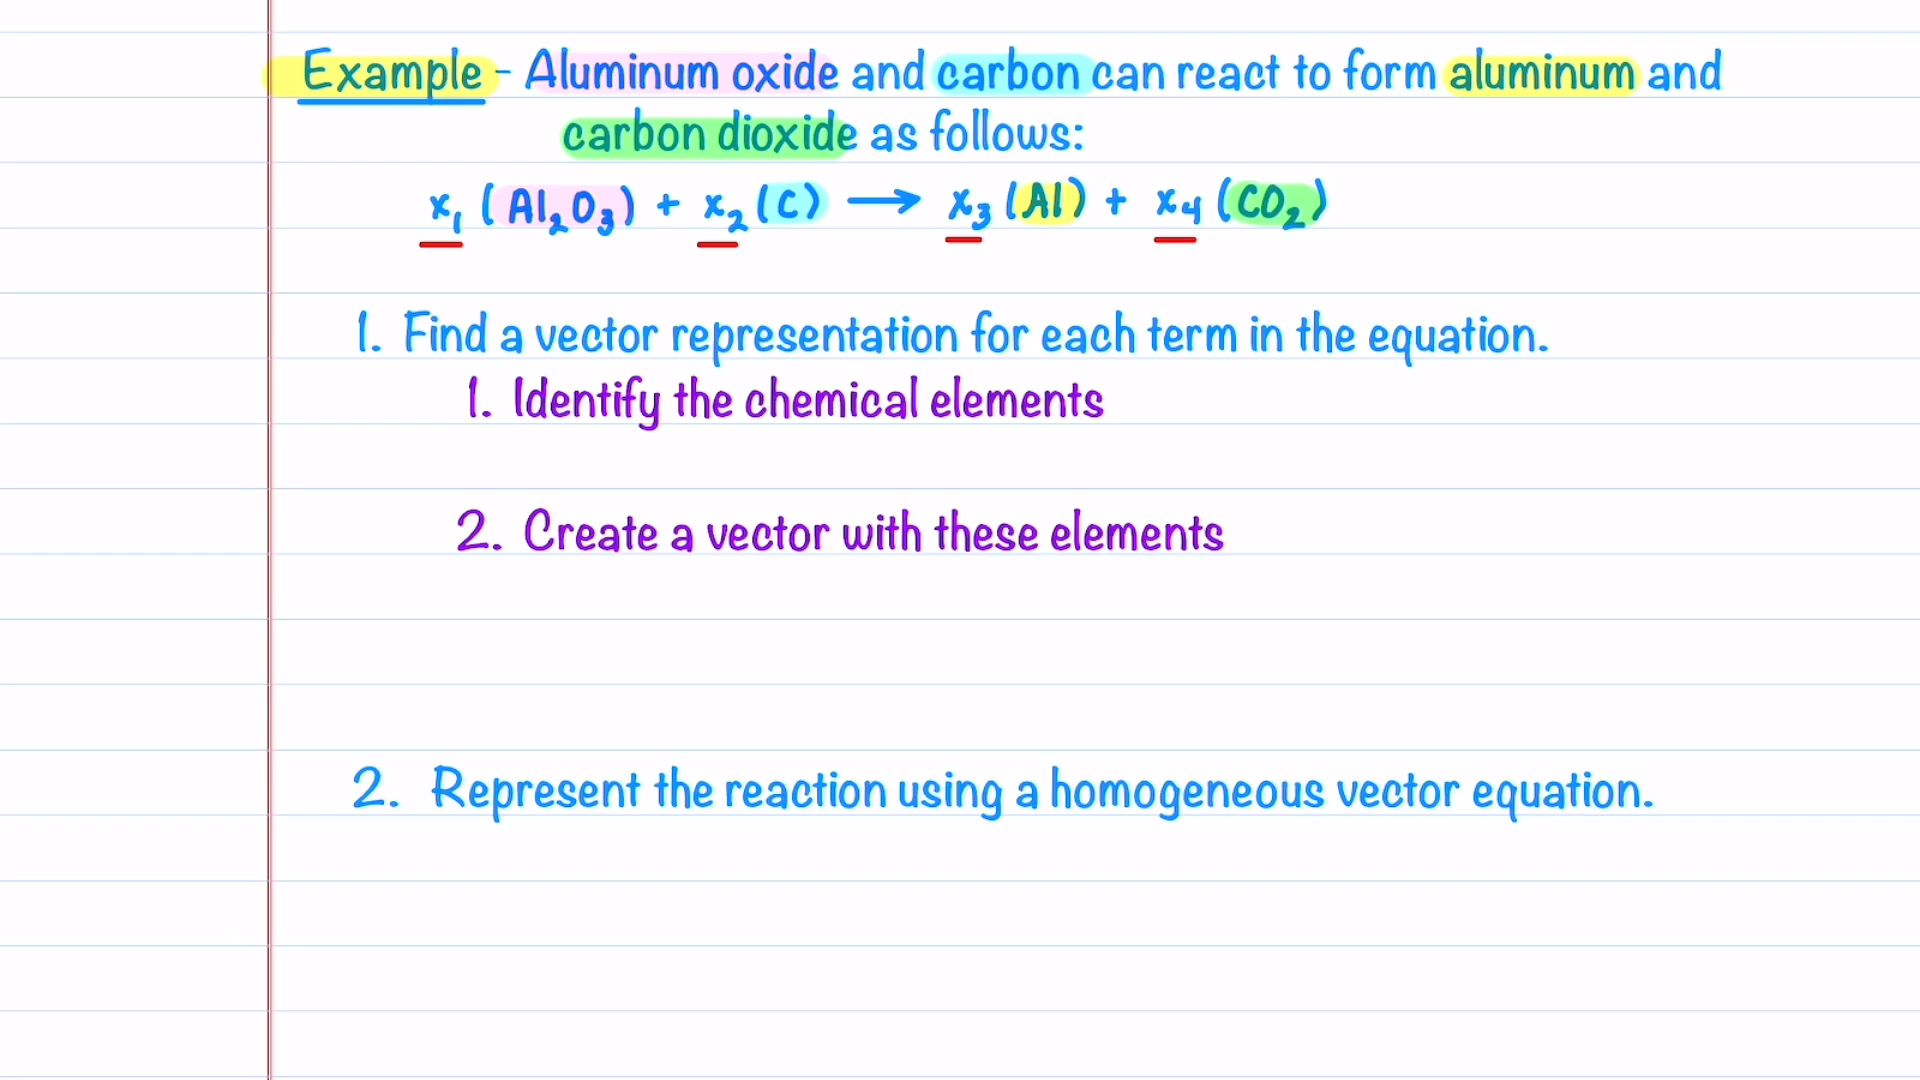 Example - Aluminum oxide and carbon can react to form aluminum and
carbon dioxide as follows:
x₁ (Al₂O₃) + x₂ (C) → x₃ (Al) + x₄ (CO₂)
1. Find a vector representation for each term in the equation.
1. Identify the chemical elements
2. Create a vector with these elements
2. Represent the reaction using a homogeneous vector equation.